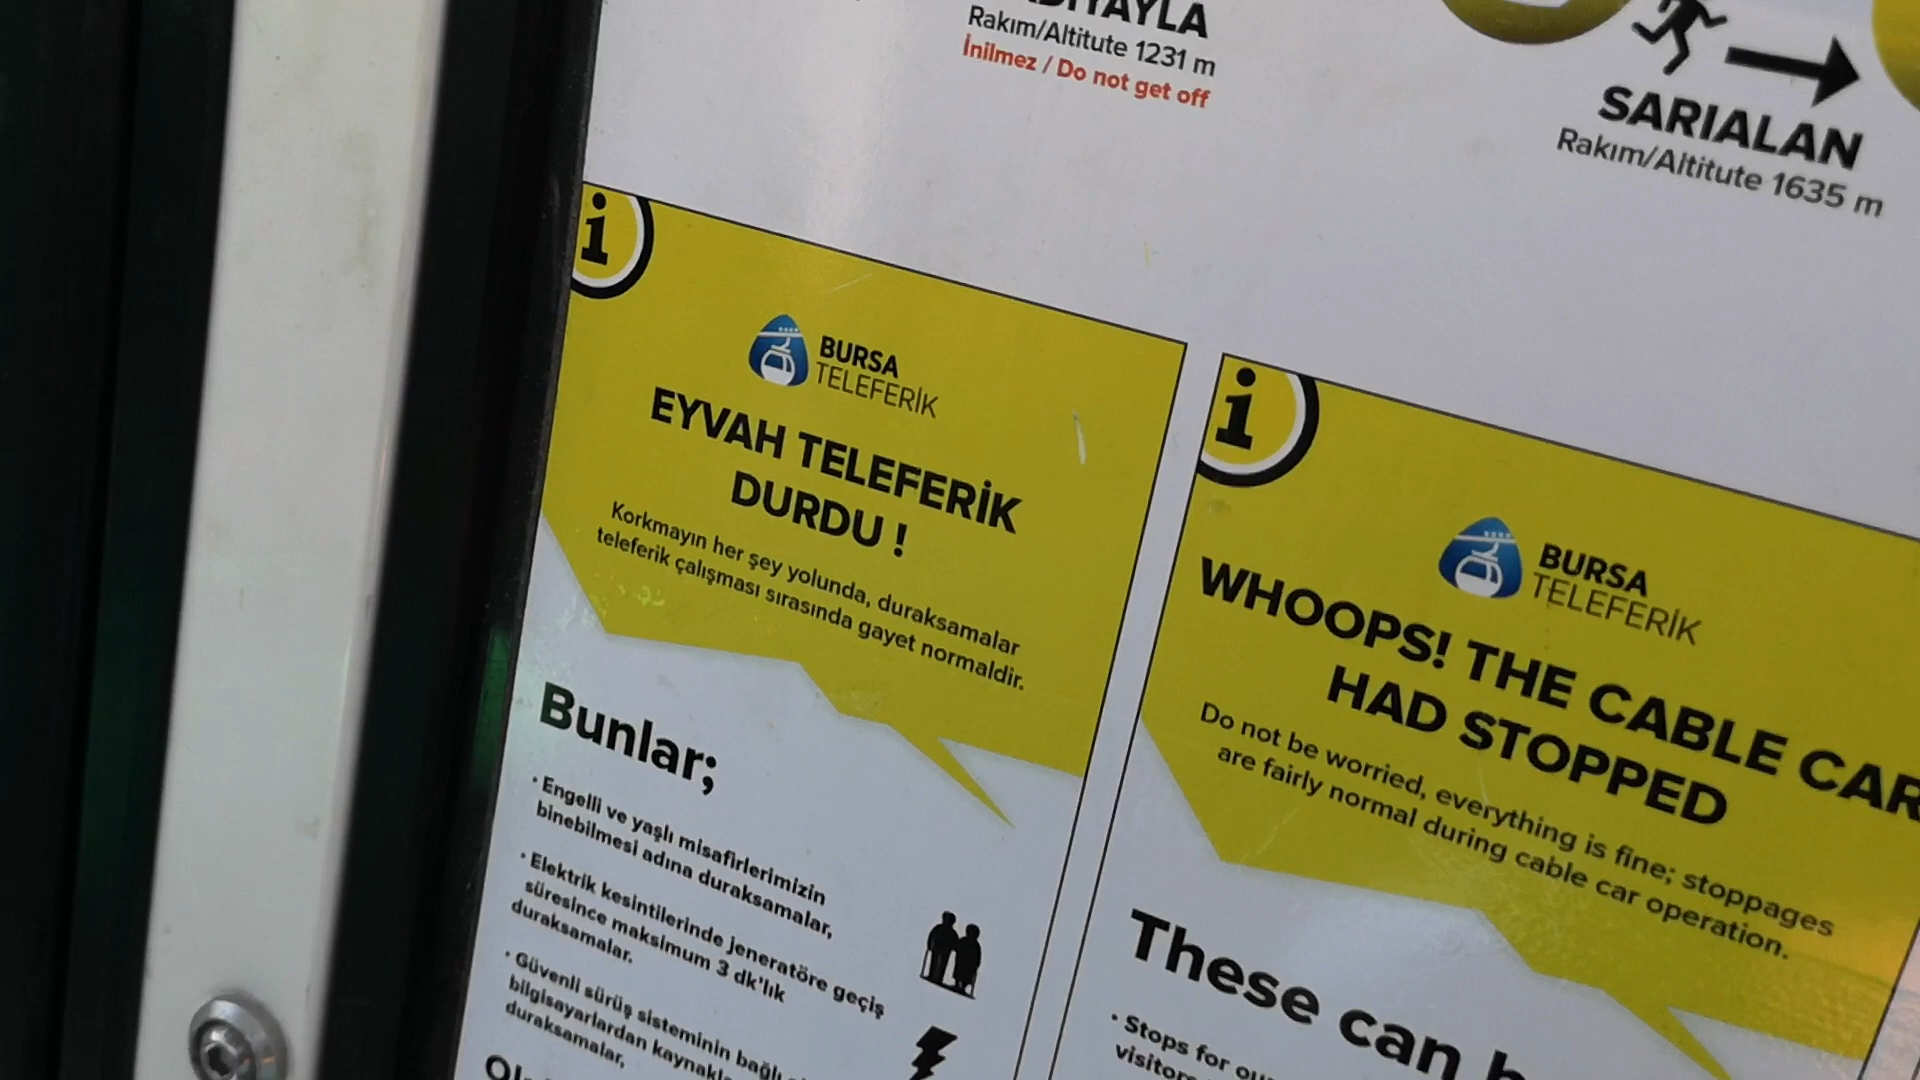 Rakım/Altitute 1231 m
İnilmez / Do not get off
SARIALAN
Rakım/Altitute 1635 m
i
BURSA
TELEFERİK
EYVAH TELEFERİK
DURDU !
Korkmayın her şey yolunda, duraksamalar
teleferik çalışması sırasında gayet normaldir.
Bunlar;
· Engelli ve yaşlı misafirlerimizin
binebilmesi adına duraksamalar,
· Elektrik kesintilerinde jeneratöre geçiş
süresince maksimum 3 dk'lık
duraksamalar.
· Güvenli sürüş sisteminin bağlı
bilgisayarlardan
duraksamalar,
i
BURSA
TELEFERİK
WHOOPS! THE CABLE CAR
HAD STOPPED
Do not be worried, everything is fine; stoppages
are fairly normal during cable car operation.
These can
· Stops for